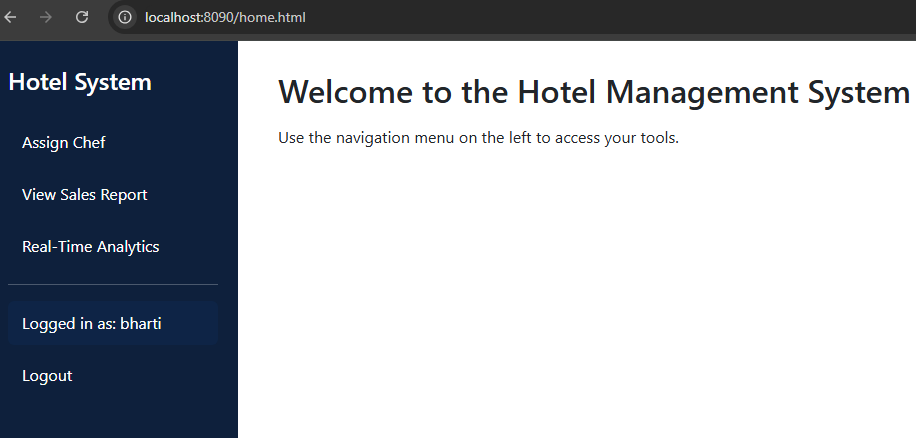 localhost:8090/home.html
Hotel System
Assign Chef
View Sales Report
Real-Time Analytics
Logged in as: bharti
Logout
Welcome to the Hotel Management System
Use the navigation menu on the left to access your tools.